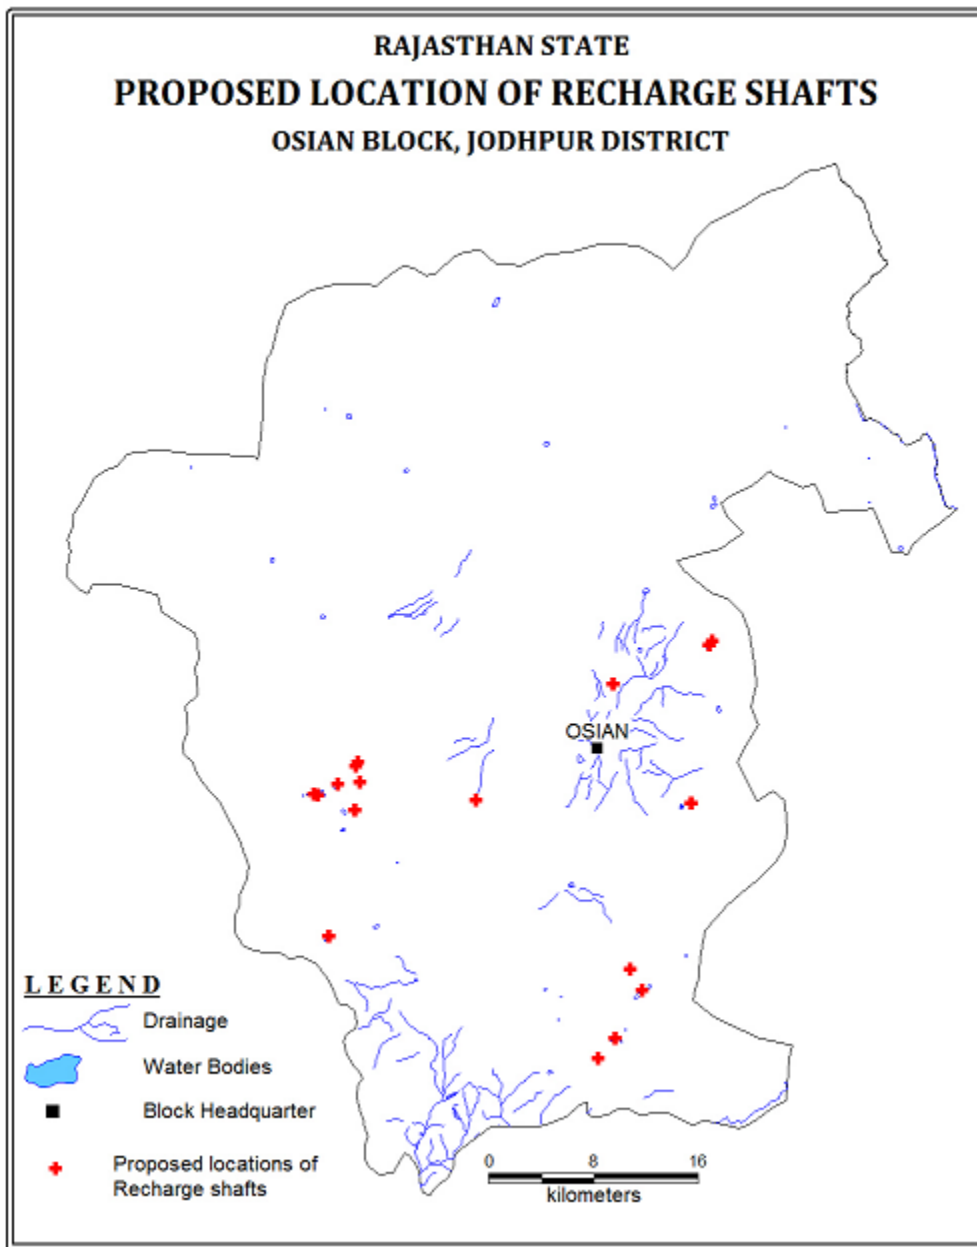 RAJASTHAN STATE
PROPOSED LOCATION OF RECHARGE SHAFTS
OSIAN BLOCK, JODHPUR DISTRICT
OSIAN
LEGEND
Drainage
Water Bodies
Block Headquarter
Proposed locations of
Recharge shafts
0 8 16
kilometers